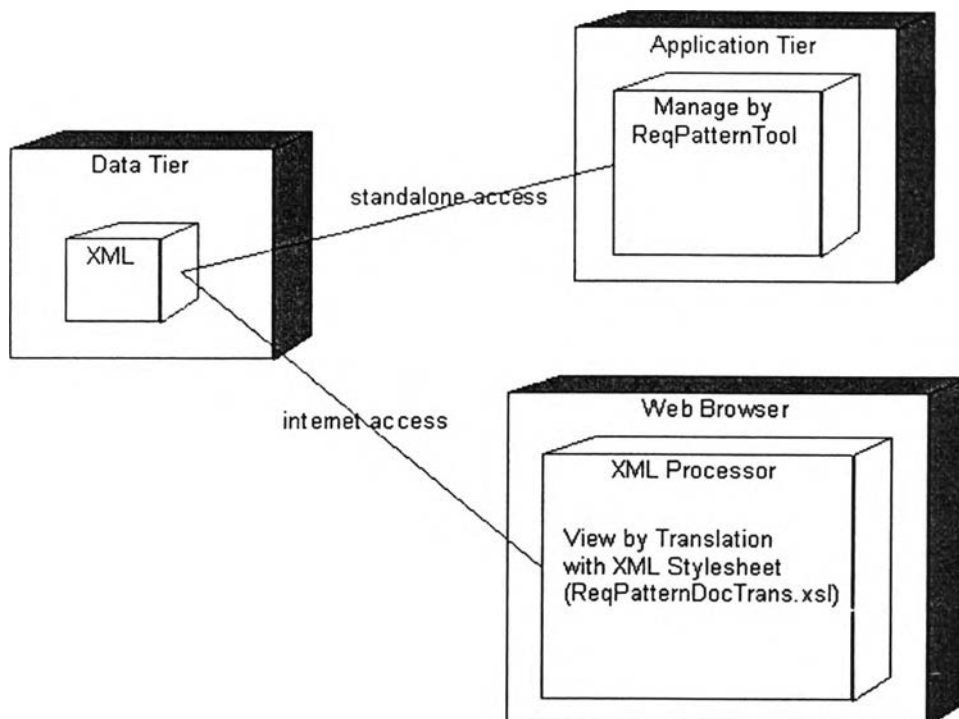 Application Tier
Manage by
ReqPatternTool
Data Tier
XML
standalone access
internet access
Web Browser
XML Processor
View by Translation
with XML Stylesheet
(ReqPatternDocTrans.xsl)